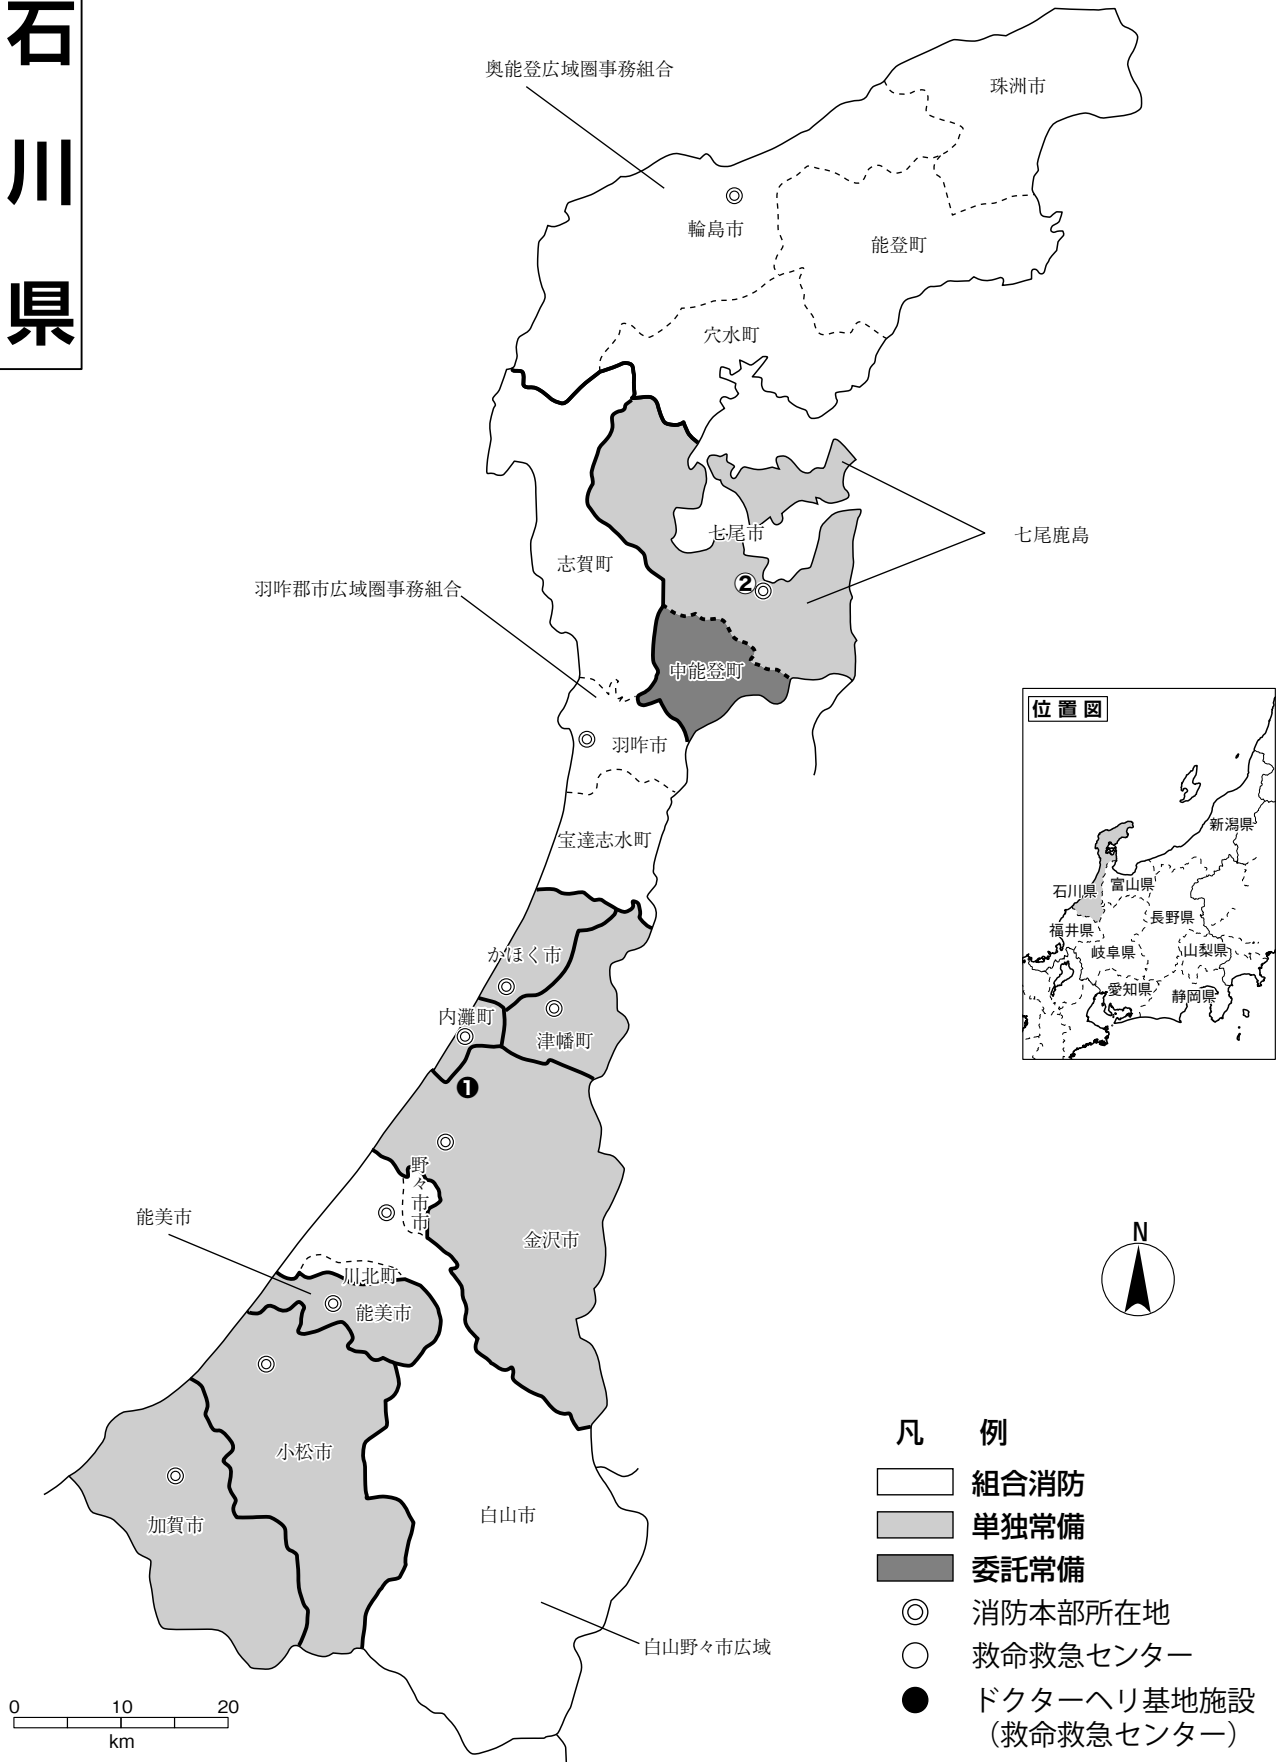 石川県
奥能登広域圏事務組合
珠洲市
輪島市
能登町
穴水町
七尾市
七尾鹿島
志賀町
②
羽咋郡市広域圏事務組合
中能登町
羽咋市
宝達志水町
かほく市
内灘町
津幡町
❶
野々市市
能美市
金沢市
川北町
能美市
小松市
加賀市
白山市
白山野々市広域
位置図
新潟県
石川県
富山県
長野県
福井県
岐阜県
山梨県
愛知県
静岡県
N
凡 例
組合消防
単独常備
委託常備
消防本部所在地
救命救急センター
ドクターヘリ基地施設
（救命救急センター）
0 10 20
km